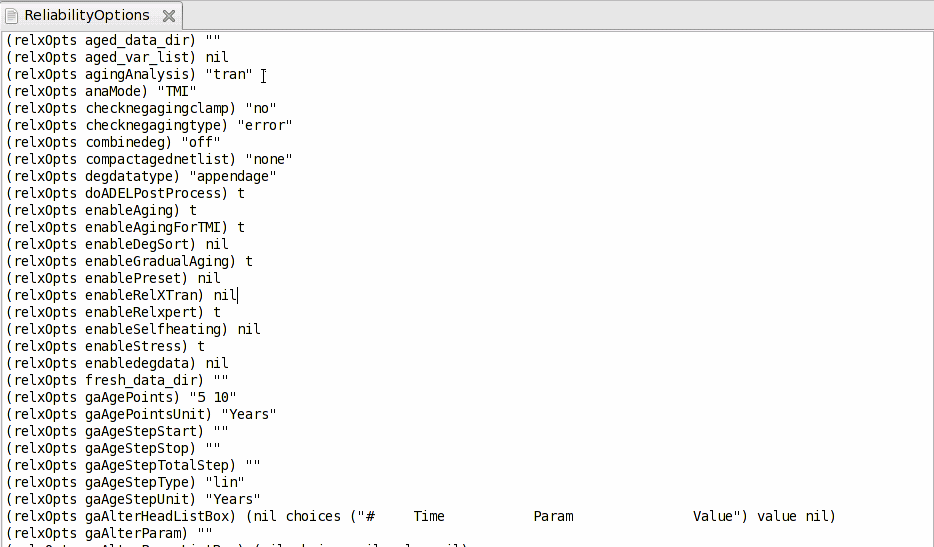 ReliabilityOptions
(relxOpts aged_data_dir) ""
(relxOpts aged_var_list) nil
(relxOpts agingAnalysis) "tran"
(relxOpts anaMode) "TMI"
(relxOpts checknegagingclamp) "no"
(relxOpts checknegagingtype) "error"
(relxOpts combinedeg) "off"
(relxOpts compactagednetlist) "none"
(relxOpts degdatatype) "appendage"
(relxOpts doADELPostProcess) t
(relxOpts enableAging) t
(relxOpts enableAgingForTMI) t
(relxOpts enableDegSort) nil
(relxOpts enableGradualAging) t
(relxOpts enablePreset) nil
(relxOpts enableRelXTran) nil
(relxOpts enableRelxpert) t
(relxOpts enableSelfheating) nil
(relxOpts enableStress) t
(relxOpts enabledegdata) nil
(relxOpts fresh_data_dir) ""
(relxOpts gaAgePoints) "5 10"
(relxOpts gaAgePointsUnit) "Years"
(relxOpts gaAgeStepStart) ""
(relxOpts gaAgeStepStop) ""
(relxOpts gaAgeStepTotalStep) ""
(relxOpts gaAgeStepType) "lin"
(relxOpts gaAgeStepUnit) "Years"
(relxOpts gaAlterHeadListBox) (nil choices ("#     Time           Param               Value") value nil)
(relxOpts gaAlterParam) ""